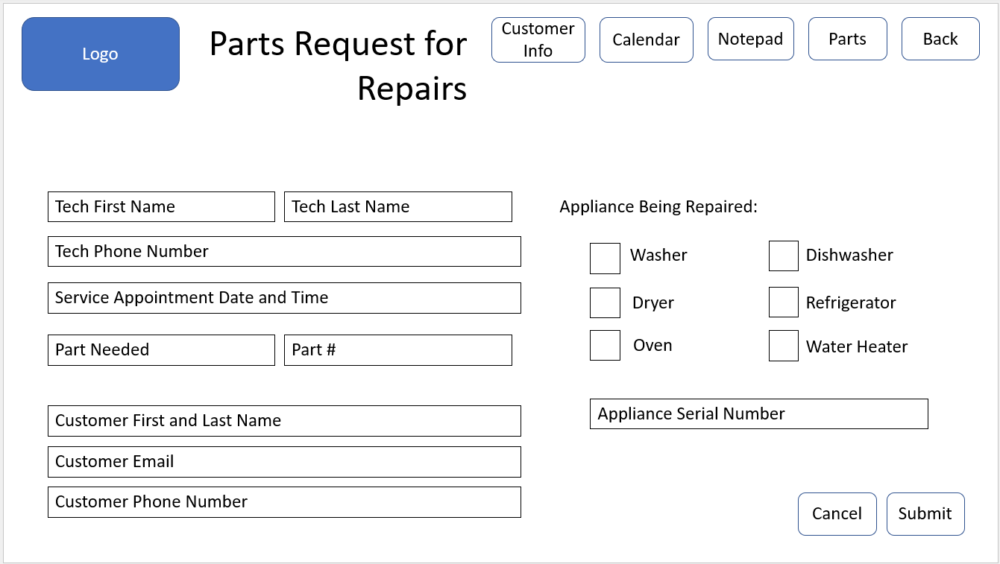 Logo
Parts Request for
Repairs
Customer
Info
Calendar
Notepad
Parts
Back
Tech First Name
Tech Last Name
Tech Phone Number
Service Appointment Date and Time
Part Needed
Part #
Customer First and Last Name
Customer Email
Customer Phone Number
Appliance Being Repaired:
Washer
Dishwasher
Dryer
Refrigerator
Oven
Water Heater
Appliance Serial Number
Cancel
Submit